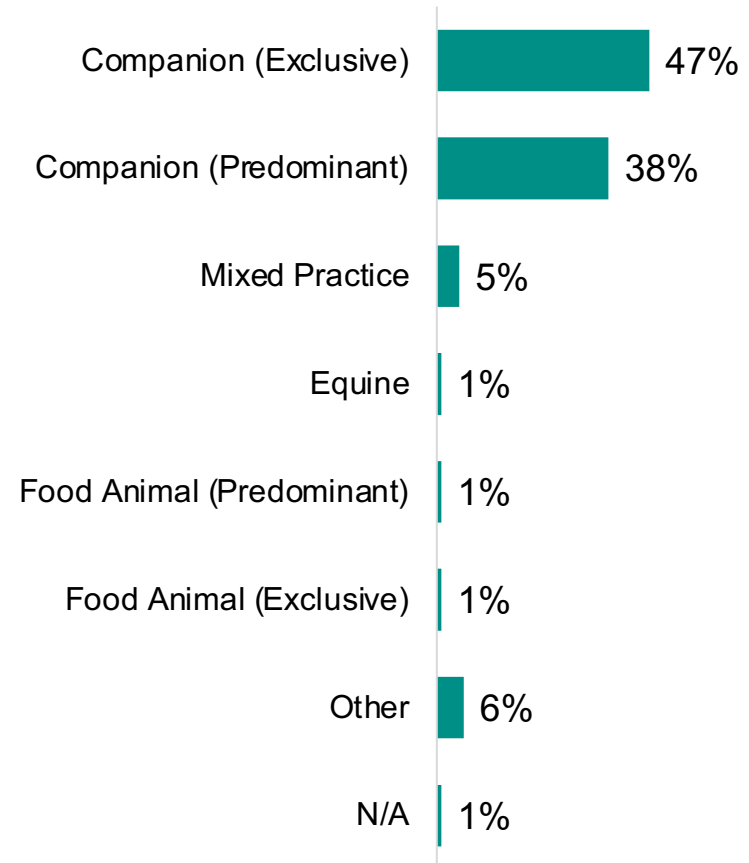 Companion (Exclusive) 47%
Companion (Predominant) 38%
Mixed Practice 5%
Equine 1%
Food Animal (Predominant) 1%
Food Animal (Exclusive) 1%
Other 6%
N/A 1%